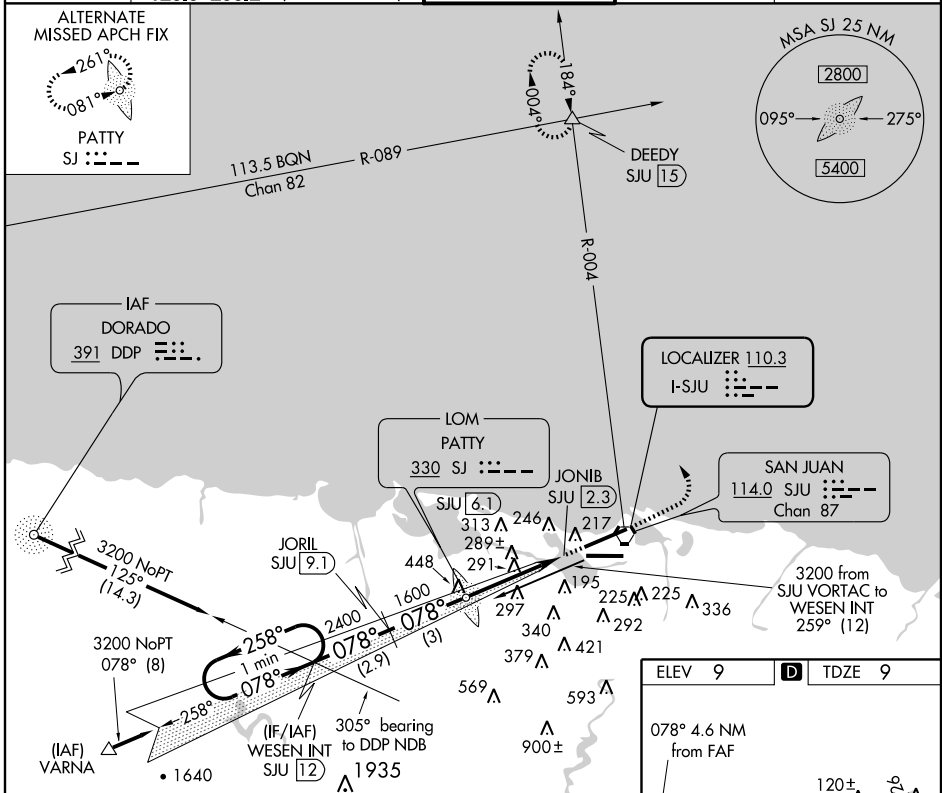 ALTERNATE
MISSED APCH FIX
261°
081°
PATTY
SJ
113.5 BQN
Chan 82
R-089
184°
004°
DEEDY
SJU 15
R-004
MSA SJ 25 NM
2800
095°
275°
5400
IAF
DORADO
391 DDP
LOCALIZER 110.3
I-SJU
LOM
PATTY
330 SJ
SJU 6.1
JONIB
SJU 2.3
SAN JUAN
114.0 SJU
Chan 87
313
246
217
289±
291
448
JORIL
SJU 9.1
3200 NoPT
125°
(14.3)
2400
1600
297
195
225
225
336
340
292
421
379
569
593
900±
3200 from
SJU VORTAC to
WESEN INT
259° (12)
3200 NoPT
078° (8)
258°
1 min
078°
078°
078°
(2.9)
(3)
258°
(IAF)
VARNA
(IF/IAF)
WESEN INT
SJU 12
305° bearing
to DDP NDB
1640
1935
ELEV 9
D
TDZE 9
078° 4.6 NM
from FAF
120±